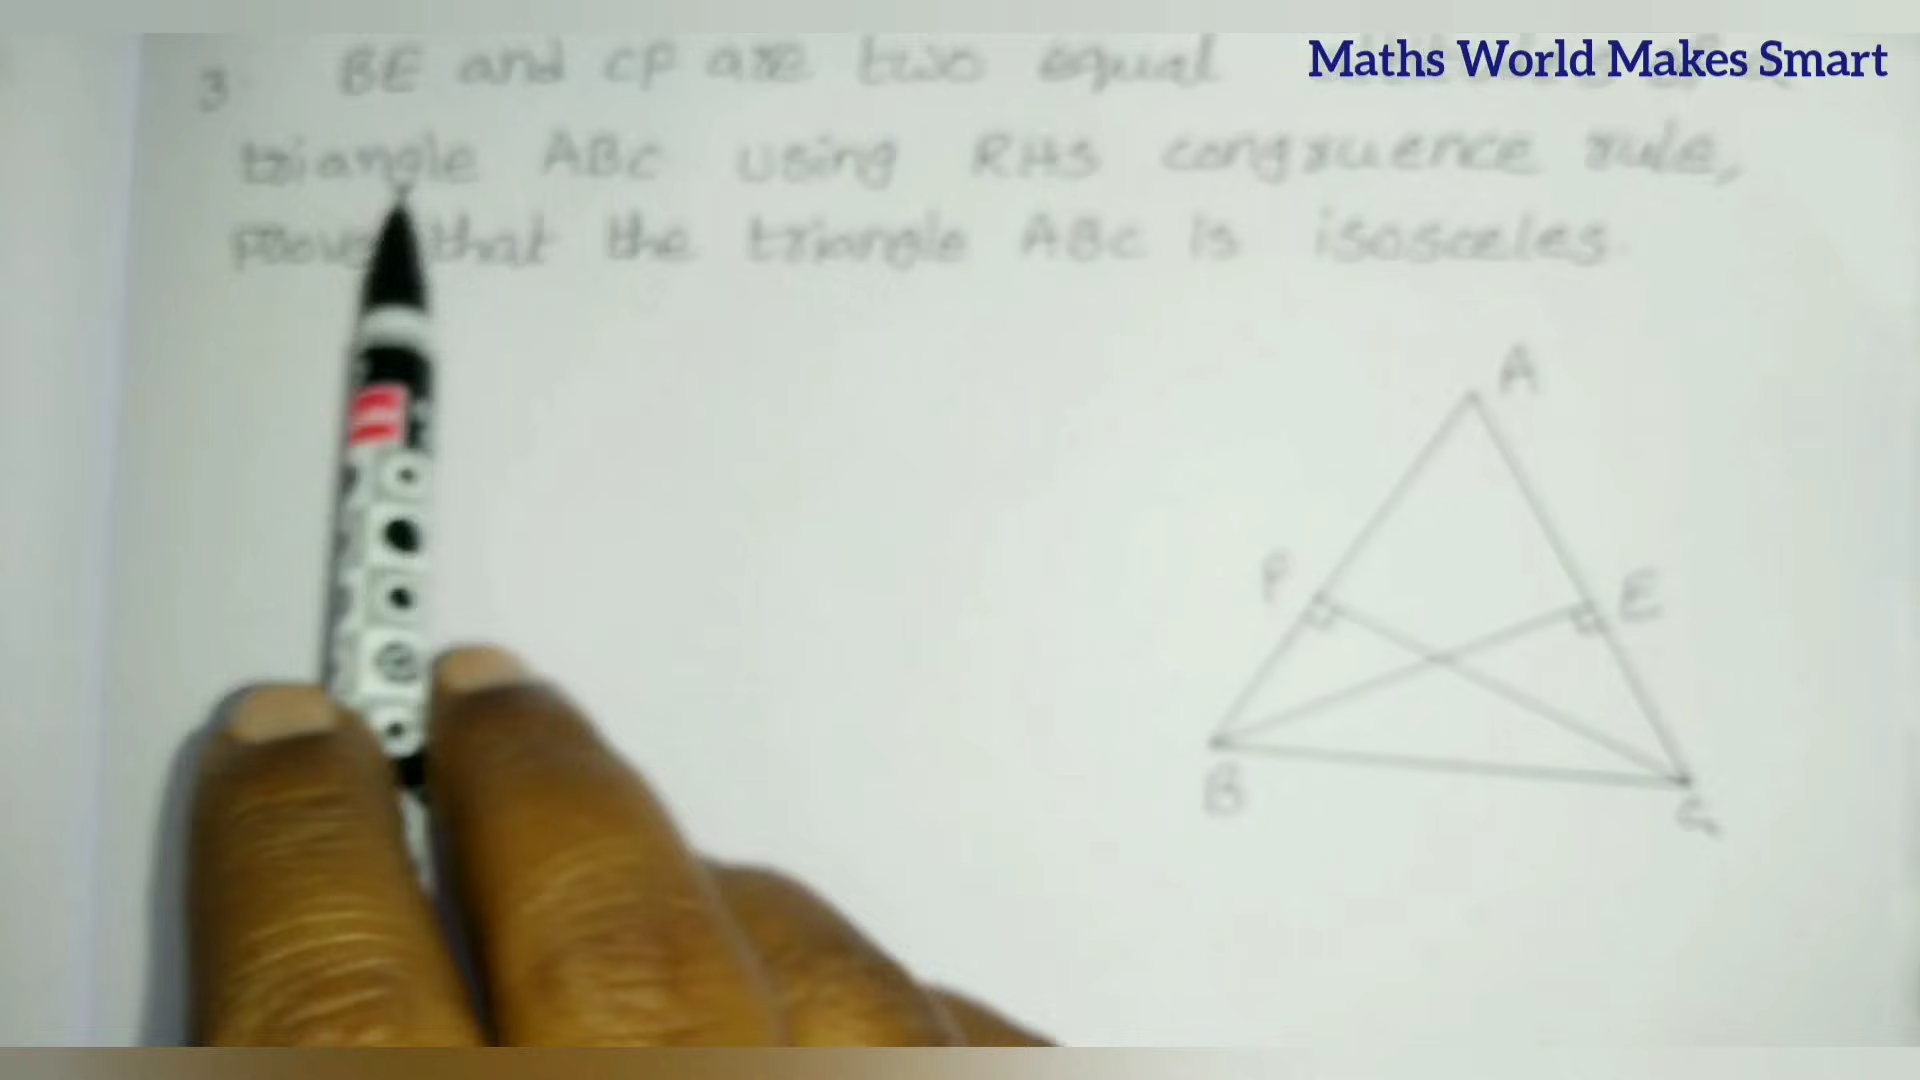 Maths World Makes Smart
3 BE and CF are two equal
triangle ABC using RHS congruence rule,
prove that the triangle ABC is isosceles
A
F
E
B
C